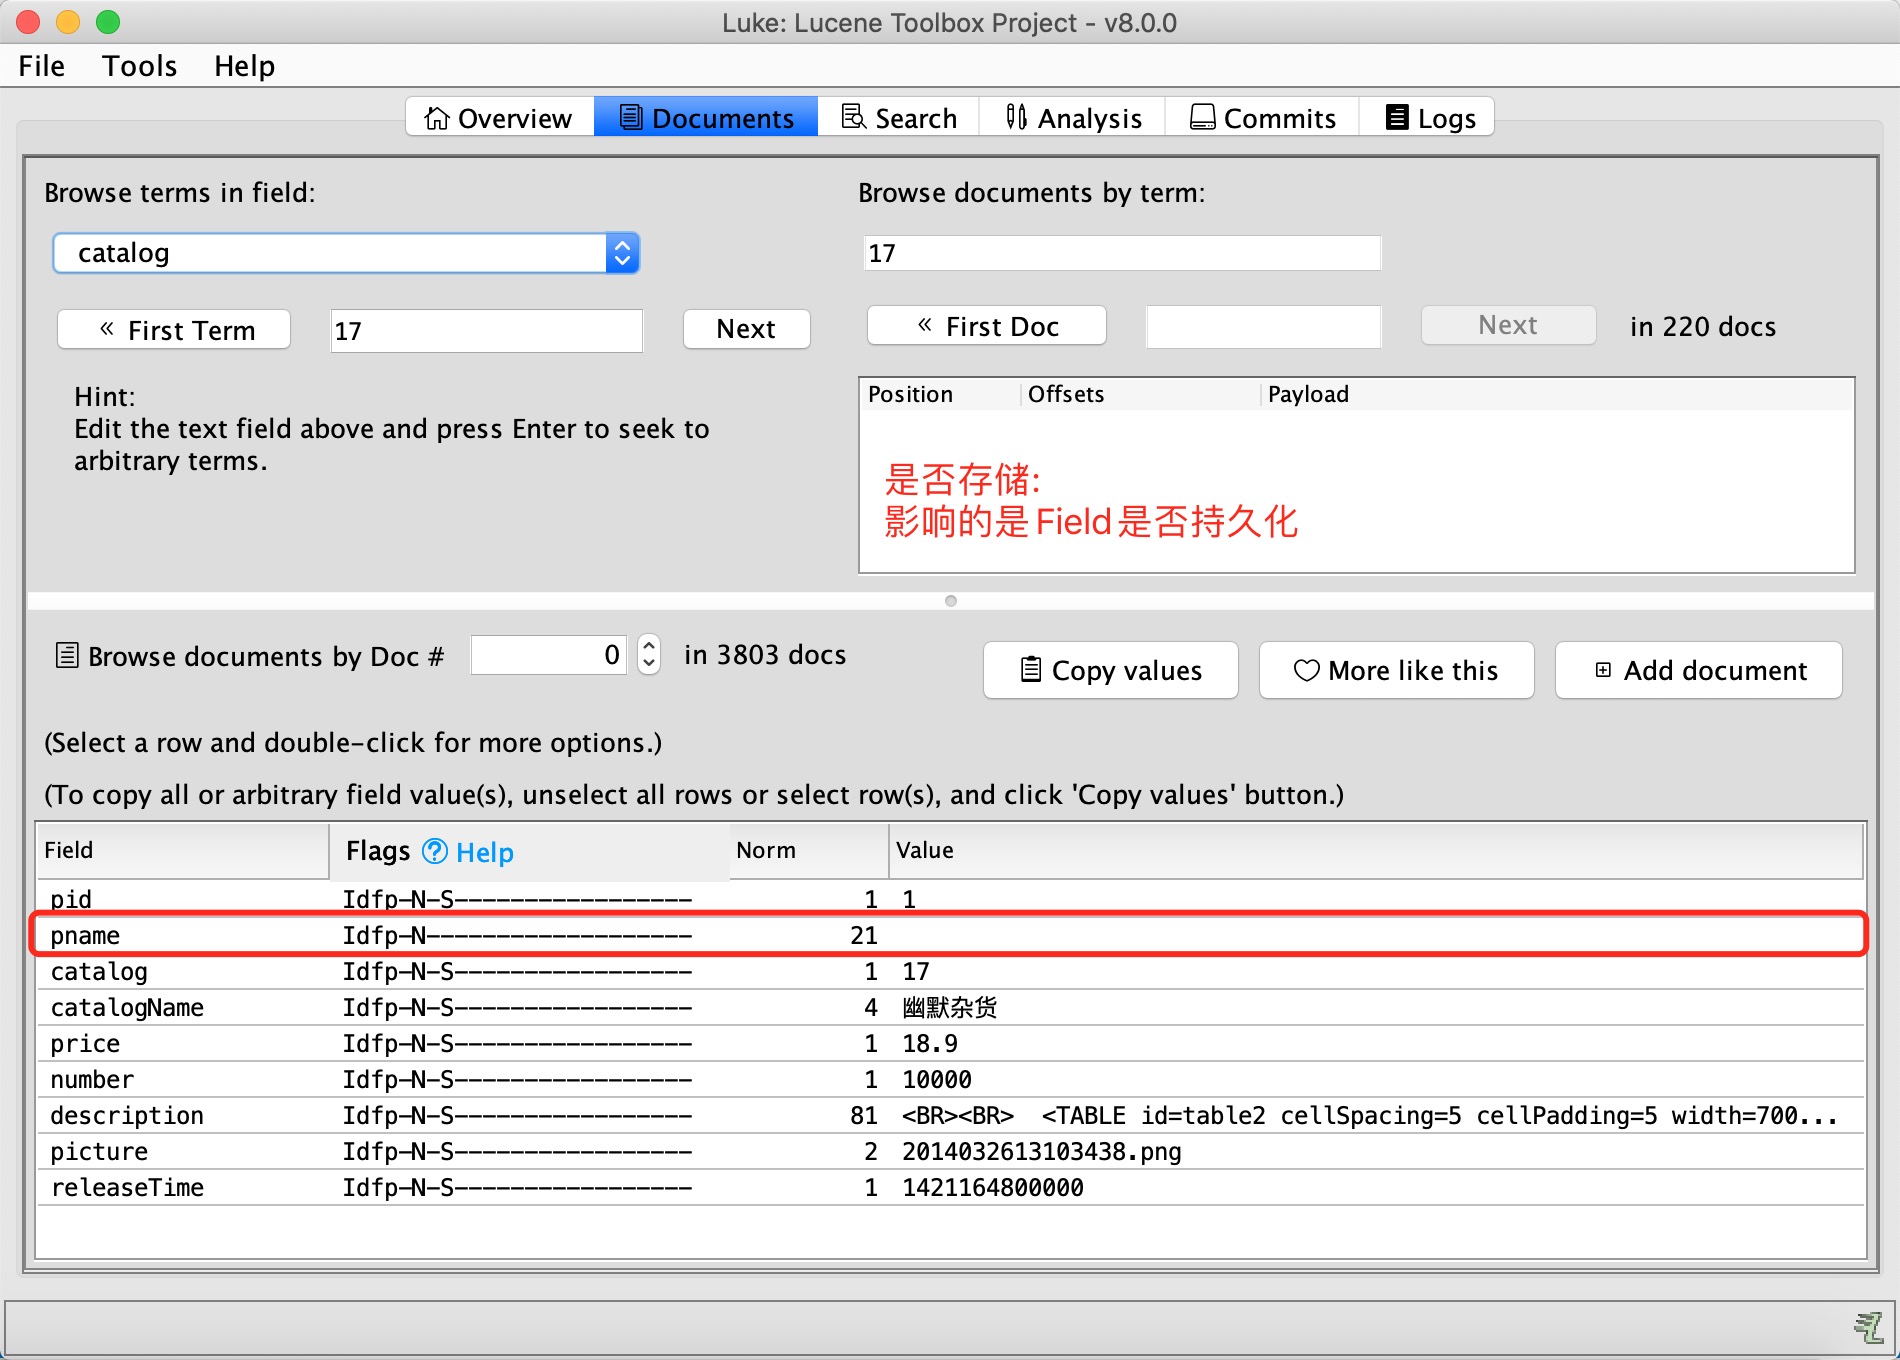 Luke: Lucene Toolbox Project - v8.0.0
File Tools Help
Overview Documents Search Analysis Commits Logs
Browse terms in field:
catalog
« First Term 17 Next
Hint:
Edit the text field above and press Enter to seek to
arbitrary terms.
Browse documents by term:
17
« First Doc Next in 220 docs
Position Offsets Payload
是否存储:
影响的是Field是否持久化
Browse documents by Doc # 0 in 3803 docs
Copy values More like this Add document
(Select a row and double-click for more options.)
(To copy all or arbitrary field value(s), unselect all rows or select row(s), and click 'Copy values' button.)
Field Flags ? Help Norm Value
pid Idfp-N-S----------------- 1 1
pname Idfp-N------------------- 21
catalog Idfp-N-S----------------- 1 17
catalogName Idfp-N-S----------------- 4 幽默杂货
price Idfp-N-S----------------- 1 18.9
number Idfp-N-S----------------- 1 10000
description Idfp-N-S----------------- 81 <BR><BR> <TABLE id=table2 cellSpacing=5 cellPadding=5 width=700...
picture Idfp-N-S----------------- 2 2014032613103438.png
releaseTime Idfp-N-S----------------- 1 1421164800000